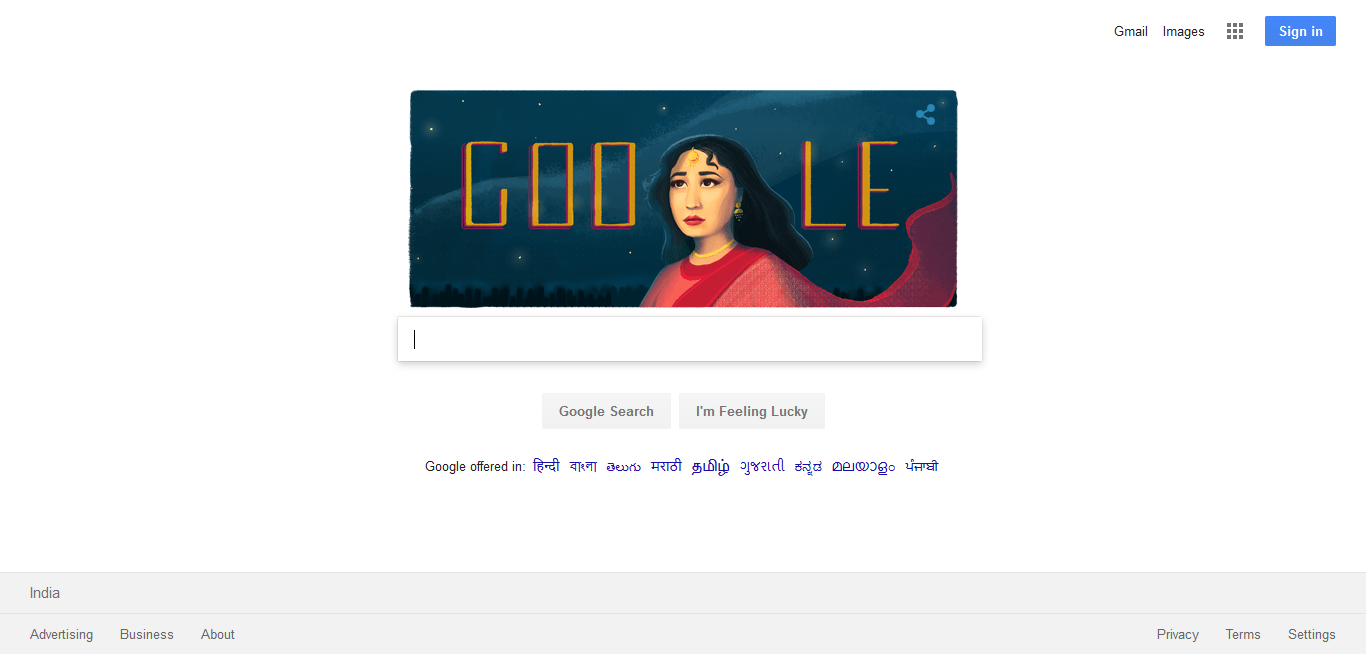 Gmail Images Sign in
GOO LE
Google Search I'm Feeling Lucky
Google offered in: हिन्दी বাংলা తెలుగు मराठी தமிழ் ગુજરાતી ಕನ್ನಡ മലയാളം ਪੰਜਾਬੀ
India
Advertising Business About Privacy Terms Settings